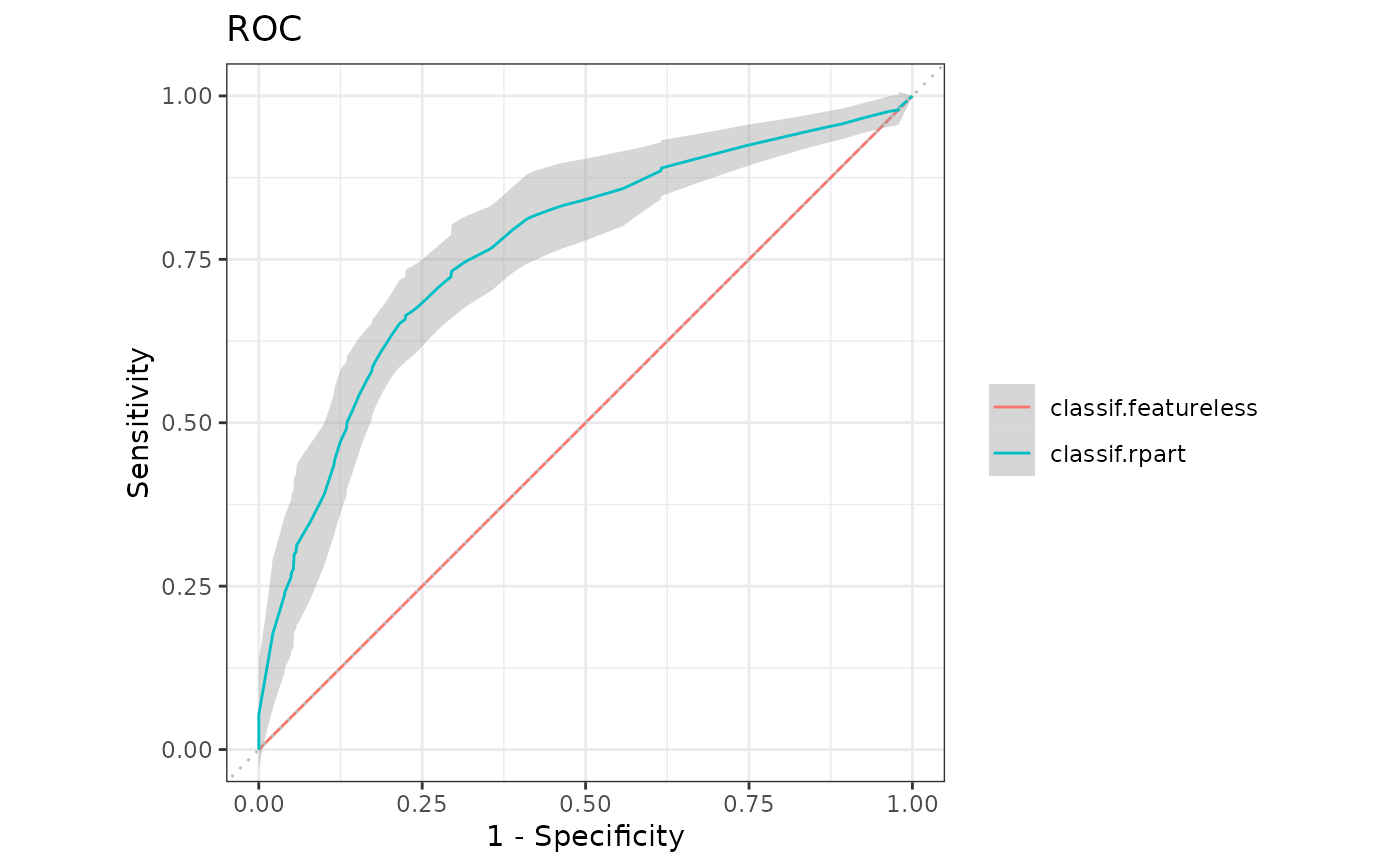 ROC
1.00
0.75
0.50
0.25
0.00
Sensitivity
0.00 0.25 0.50 0.75 1.00
1 - Specificity
classif.featureless
classif.rpart